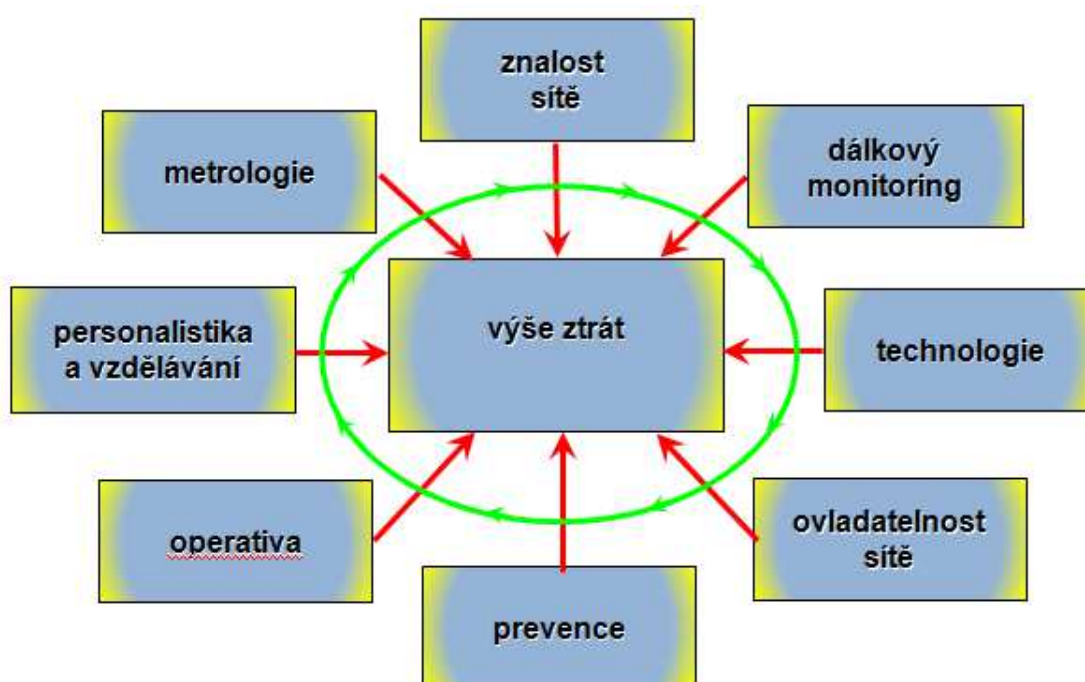 znalost
sítě
metrologie
dálkový
monitoring
personalistika
a vzdělávání
výše ztrát
technologie
operativa
ovladatelnost
sítě
prevence